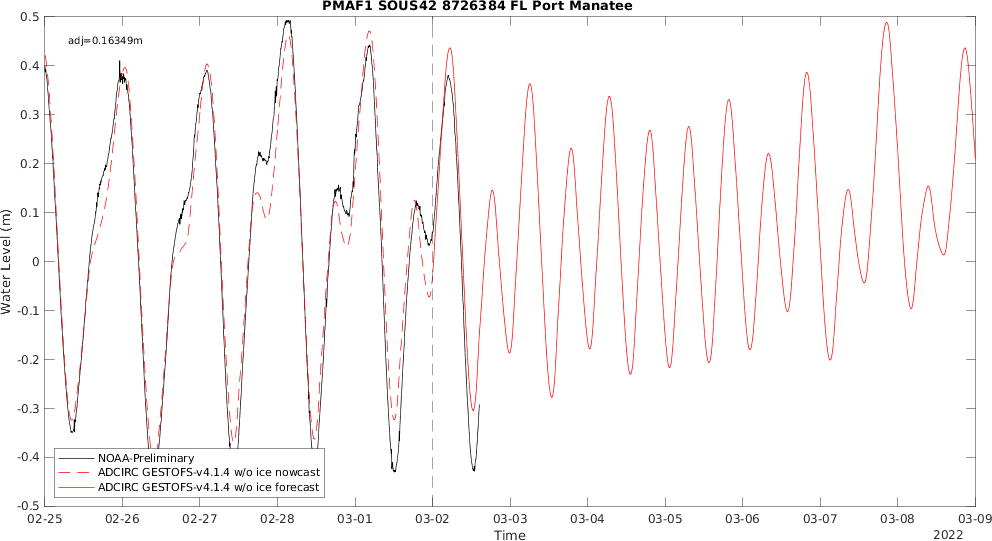 PMAF1 SOUS42 8726384 FL Port Manatee
adj=0.16349m
0.5
0.4
0.3
0.2
0.1
0
-0.1
-0.2
-0.3
-0.4
-0.5
Water Level (m)
NOAA-Preliminary
ADCIRC GESTOFS-v4.1.4 w/o ice nowcast
ADCIRC GESTOFS-v4.1.4 w/o ice forecast
02-25 02-26 02-27 02-28 03-01 03-02 03-03 03-04 03-05 03-06 03-07 03-08 03-09
Time
2022